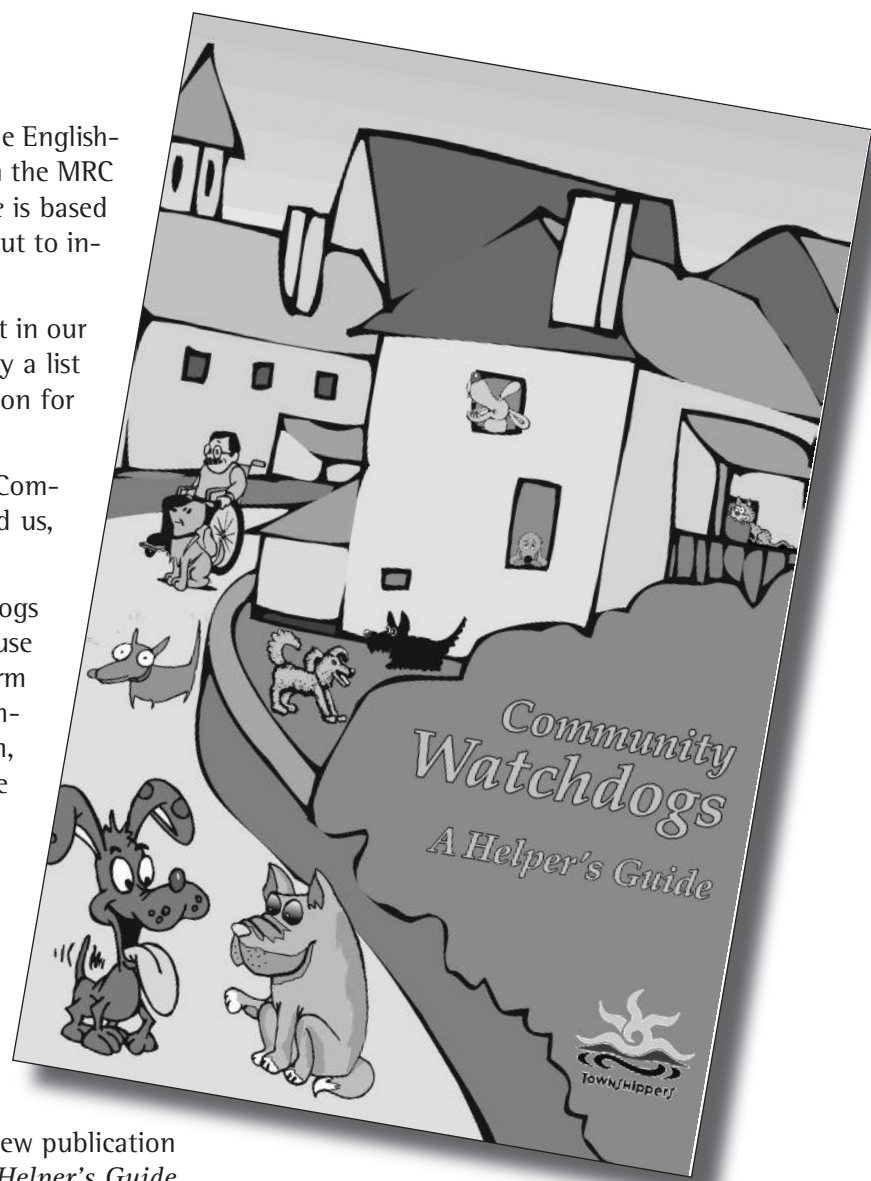 e English-
the MRC
is based
ut to in-
t in our
y a list
on for
Com-
d us,
ogs
use
rm
n-
n,
e
Community
Watchdogs
A Helper's Guide
Townshippers
ew publication
Helper's Guide